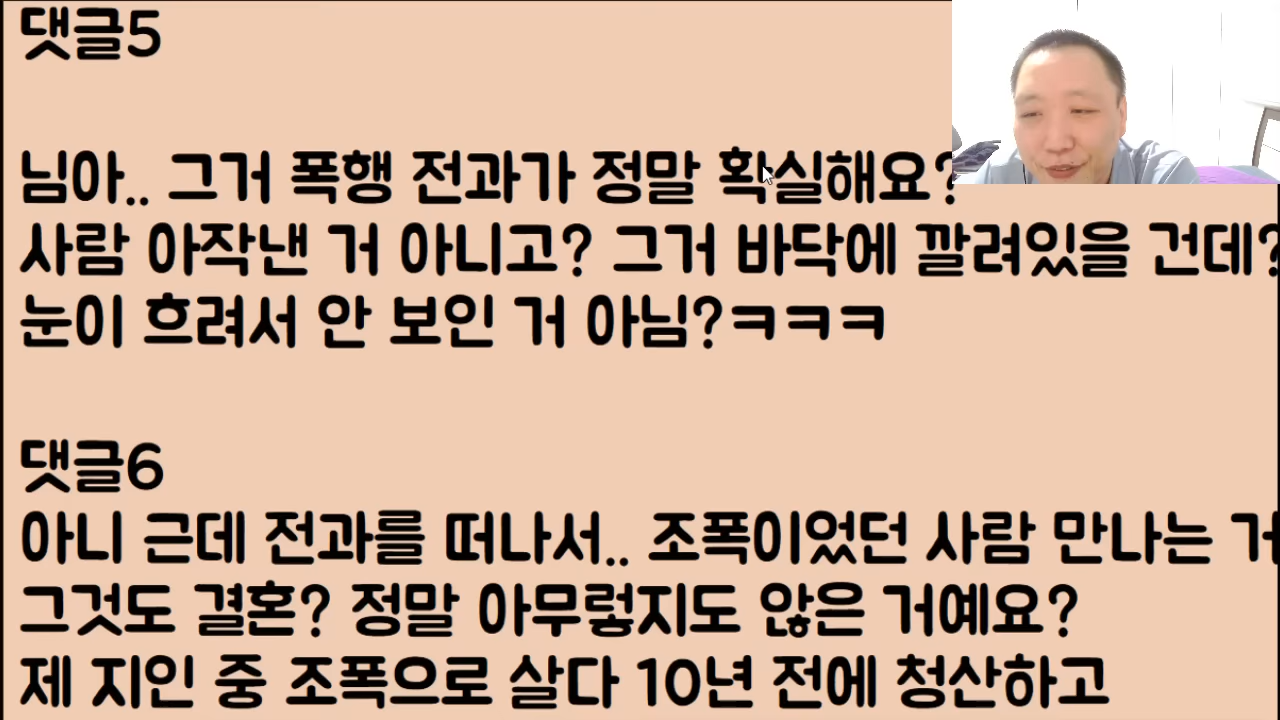 댓글5
님아.. 그거 폭행 전과가 정말 확실해요?
사람 아작낸 거 아니고? 그거 바닥에 깔려있을 건데?
눈이 흐려서 안 보인 거 아님?ㅋㅋㅋ
댓글6
아니 근데 전과를 떠나서.. 조폭이었던 사람 만나는 거
그것도 결혼? 정말 아무렇지도 않은 거예요?
제 지인 중 조폭으로 살다 10년 전에 청산하고